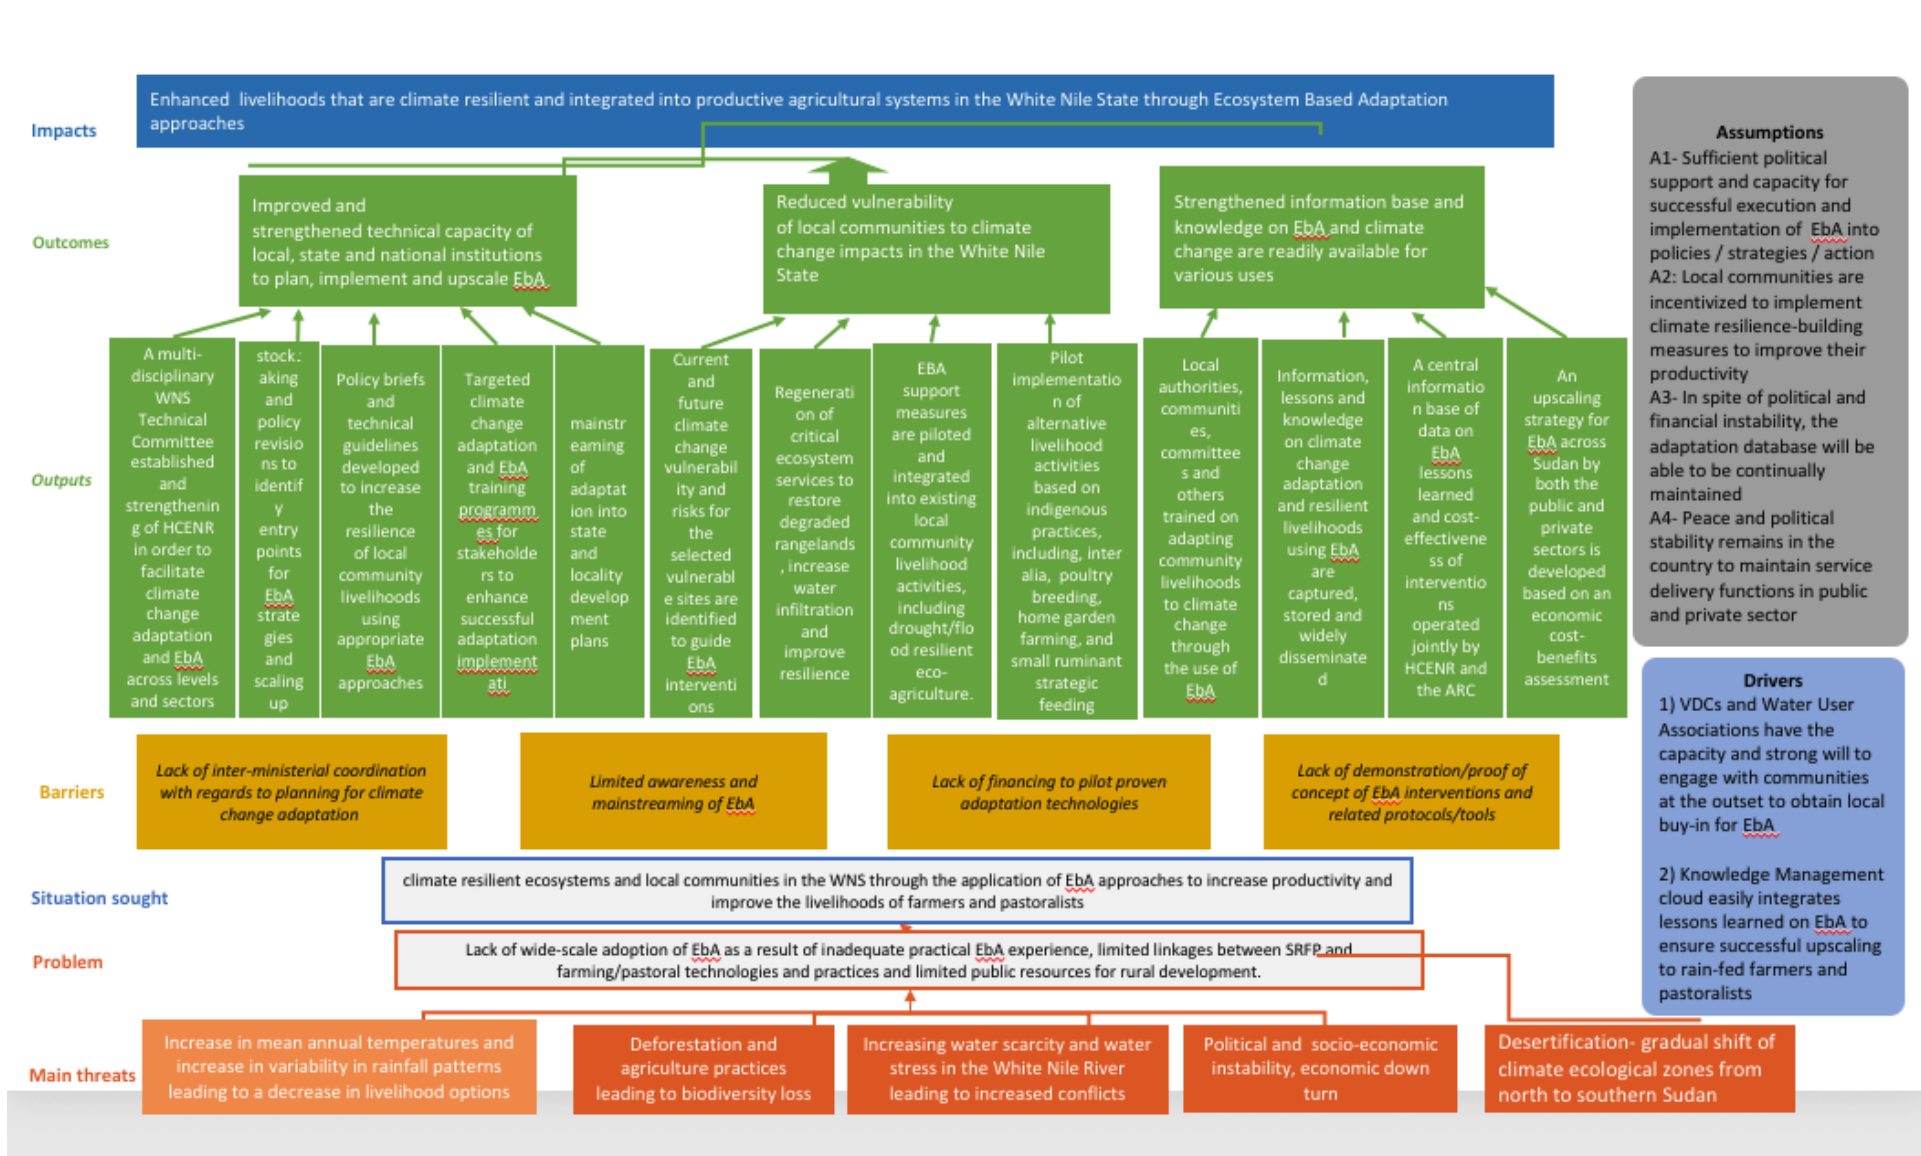 Impacts
Enhanced  livelihoods that are climate resilient and integrated into productive agricultural systems in the White Nile State through Ecosystem Based Adaptation
approaches
Outcomes
Improved and
strengthened technical capacity of
local, state and national institutions
to plan, implement and upscale EbA.
Reduced vulnerability
of local communities to climate
change impacts in the White Nile
State
Strengthened information base and
knowledge on EbA and climate
change are readily available for
various uses
Outputs
A multi-
disciplinary
WNS
Technical
Committee
established
and
strengthenin
g of HCENR
in order to
facilitate
climate
change
adaptation
and EbA
across levels
and sectors
stock:
aking
and
policy
revisio
ns to
identif
y
entry
points
for
EbA
strate
gies
and
scaling
up
Policy briefs
and
technical
guidelines
developed
to increase
the
resilience
of local
community
livelihoods
using
appropriate
EbA
approaches
Targeted
climate
change
adaptation
and EbA
training
programm
es for
stakeholde
rs to
enhance
successful
adaptation
implement
ati
mainstr
eaming
of
adaptat
ion into
state
and
locality
develop
ment
plans
Current
and
future
climate
change
vulnerabil
ity and
risks for
the
selected
vulnerabl
e sites are
identified
to guide
EbA
interventi
ons
Regenerati
on of
critical
ecosystem
services to
restore
degraded
rangelands
, increase
water
infiltration
and
improve
resilience
EBA
support
measures
are piloted
and
integrated
into existing
local
community
livelihood
activities,
including
drought/flo
od resilient
eco-
agriculture.
Pilot
implementatio
n of
alternative
livelihood
activities
based on
indigenous
practices,
including, inter
alia, poultry
breeding,
home garden
farming, and
small ruminant
strategic
feeding
Local
authorities,
communiti
es,
committee
s and
others
trained on
adapting
community
livelihoods
to climate
change
through
the use of
EbA
Information,
lessons and
knowledge
on climate
change
adaptation
and resilient
livelihoods
using EbA
are
captured,
stored and
widely
disseminate
d
A central
informatio
n base of
data on
EbA
lessons
learned
and cost-
effectivene
ss of
interventio
ns
operated
jointly by
HCENR and
the ARC
An
upscaling
strategy for
EbA across
Sudan by
both the
public and
private
sectors is
developed
based on an
economic
cost-
benefits
assessment
Barriers
Lack of inter-ministerial coordination
with regards to planning for climate
change adaptation
Limited awareness and
mainstreaming of EbA
Lack of financing to pilot proven
adaptation technologies
Lack of demonstration/proof of
concept of EbA interventions and
related protocols/tools
Situation sought
climate resilient ecosystems and local communities in the WNS through the application of EbA approaches to increase productivity and
improve the livelihoods of farmers and pastoralists
Problem
Lack of wide-scale adoption of EbA as a result of inadequate practical EbA experience, limited linkages between SRFP and
farming/pastoral technologies and practices and limited public resources for rural development.
Main threats
Increase in mean annual temperatures and
increase in variability in rainfall patterns
leading to a decrease in livelihood options
Deforestation and
agriculture practices
leading to biodiversity loss
Increasing water scarcity and water
stress in the White Nile River
leading to increased conflicts
Political and  socio-economic
instability, economic down
turn
Desertification- gradual shift of
climate ecological zones from
north to southern Sudan
Assumptions
A1- Sufficient political
support and capacity for
successful execution and
implementation of  EbA into
policies / strategies / action
A2: Local communities are
incentivized to implement
climate resilience-building
measures to improve their
productivity
A3- In spite of political and
financial instability, the
adaptation database will be
able to be continually
maintained
A4- Peace and political
stability remains in the
country to maintain service
delivery functions in public
and private sector
Drivers
1) VDCs and Water User
Associations have the
capacity and strong will to
engage with communities
at the outset to obtain local
buy-in for EbA
2) Knowledge Management
cloud easily integrates
lessons learned on EbA to
ensure successful upscaling
to rain-fed farmers and
pastoralists